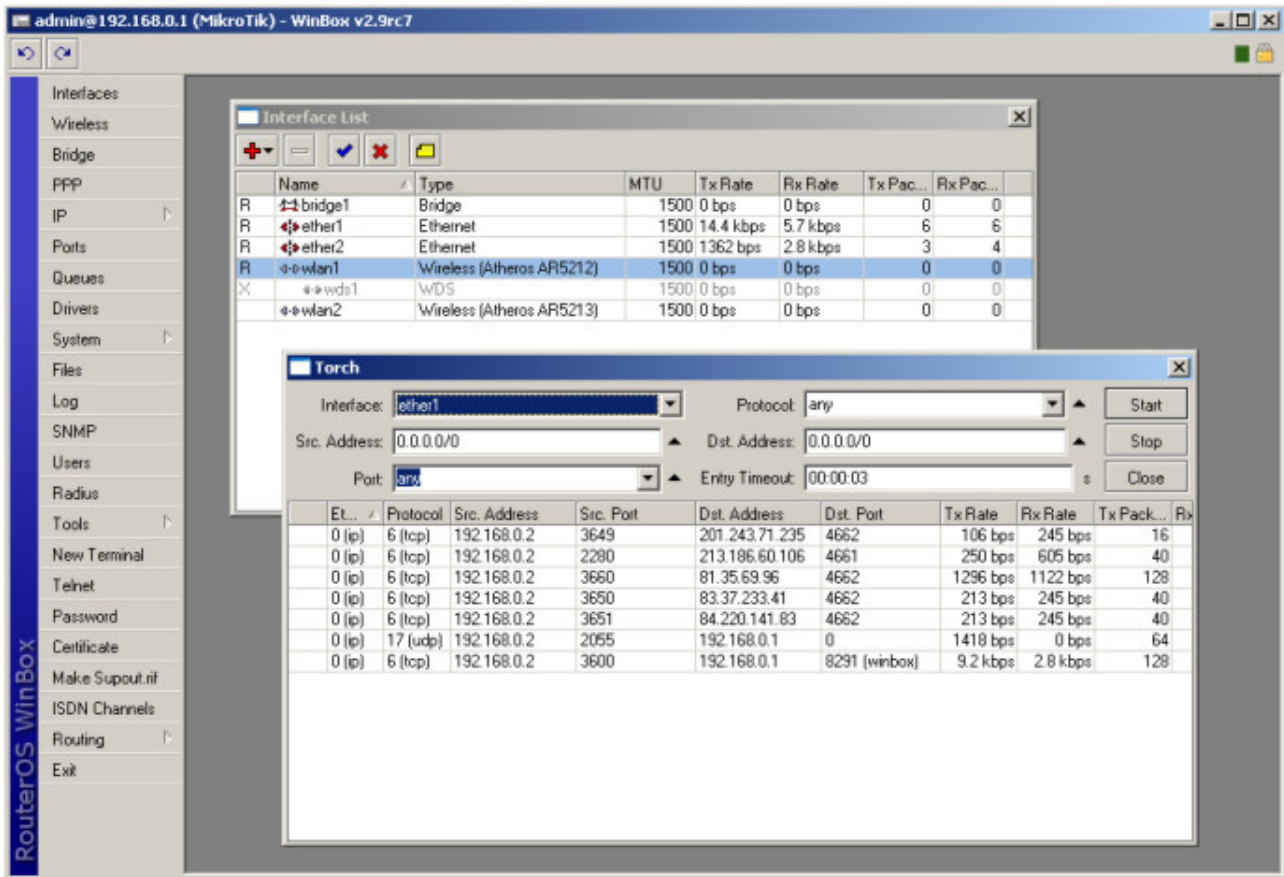 admin@192.168.0.1 (MikroTik) - WinBox v2.9rc7
RouterOS WinBox
Interfaces
Wireless
Bridge
PPP
IP
Ports
Queues
Drivers
System
Files
Log
SNMP
Users
Radius
Tools
New Terminal
Telnet
Password
Certificate
Make Supout.rif
ISDN Channels
Routing
Exit
Interface List
Name Type MTU Tx Rate Rx Rate Tx Pac... Rx Pac...
R bridge1 Bridge 1500 0 bps 0 bps 0 0
R ether1 Ethernet 1500 14.4 kbps 5.7 kbps 6 6
R ether2 Ethernet 1500 1362 bps 2.8 kbps 3 4
R wlan1 Wireless (Atheros AR5212) 1500 0 bps 0 bps 0 0
X wds1 WDS 1500 0 bps 0 bps 0 0
wlan2 Wireless (Atheros AR5213) 1500 0 bps 0 bps 0 0
Torch
Interface: ether1 Protocol: any Start
Src. Address: 0.0.0.0/0 Dst. Address: 0.0.0.0/0 Stop
Port: any Entry Timeout: 00:00:03 s Close
Et... Protocol Src. Address Src. Port Dst. Address Dst. Port Tx Rate Rx Rate Tx Pack... Rx
0 (ip) 6 (tcp) 192.168.0.2 3649 201.243.71.235 4662 106 bps 245 bps 16
0 (ip) 6 (tcp) 192.168.0.2 2280 213.186.60.106 4661 250 bps 605 bps 40
0 (ip) 6 (tcp) 192.168.0.2 3660 81.35.69.96 4662 1296 bps 1122 bps 128
0 (ip) 6 (tcp) 192.168.0.2 3650 83.37.233.41 4662 213 bps 245 bps 40
0 (ip) 6 (tcp) 192.168.0.2 3651 84.220.141.83 4662 213 bps 245 bps 40
0 (ip) 17 (udp) 192.168.0.2 2055 192.168.0.1 0 1418 bps 0 bps 64
0 (ip) 6 (tcp) 192.168.0.2 3600 192.168.0.1 8291 (winbox) 9.2 kbps 2.8 kbps 128